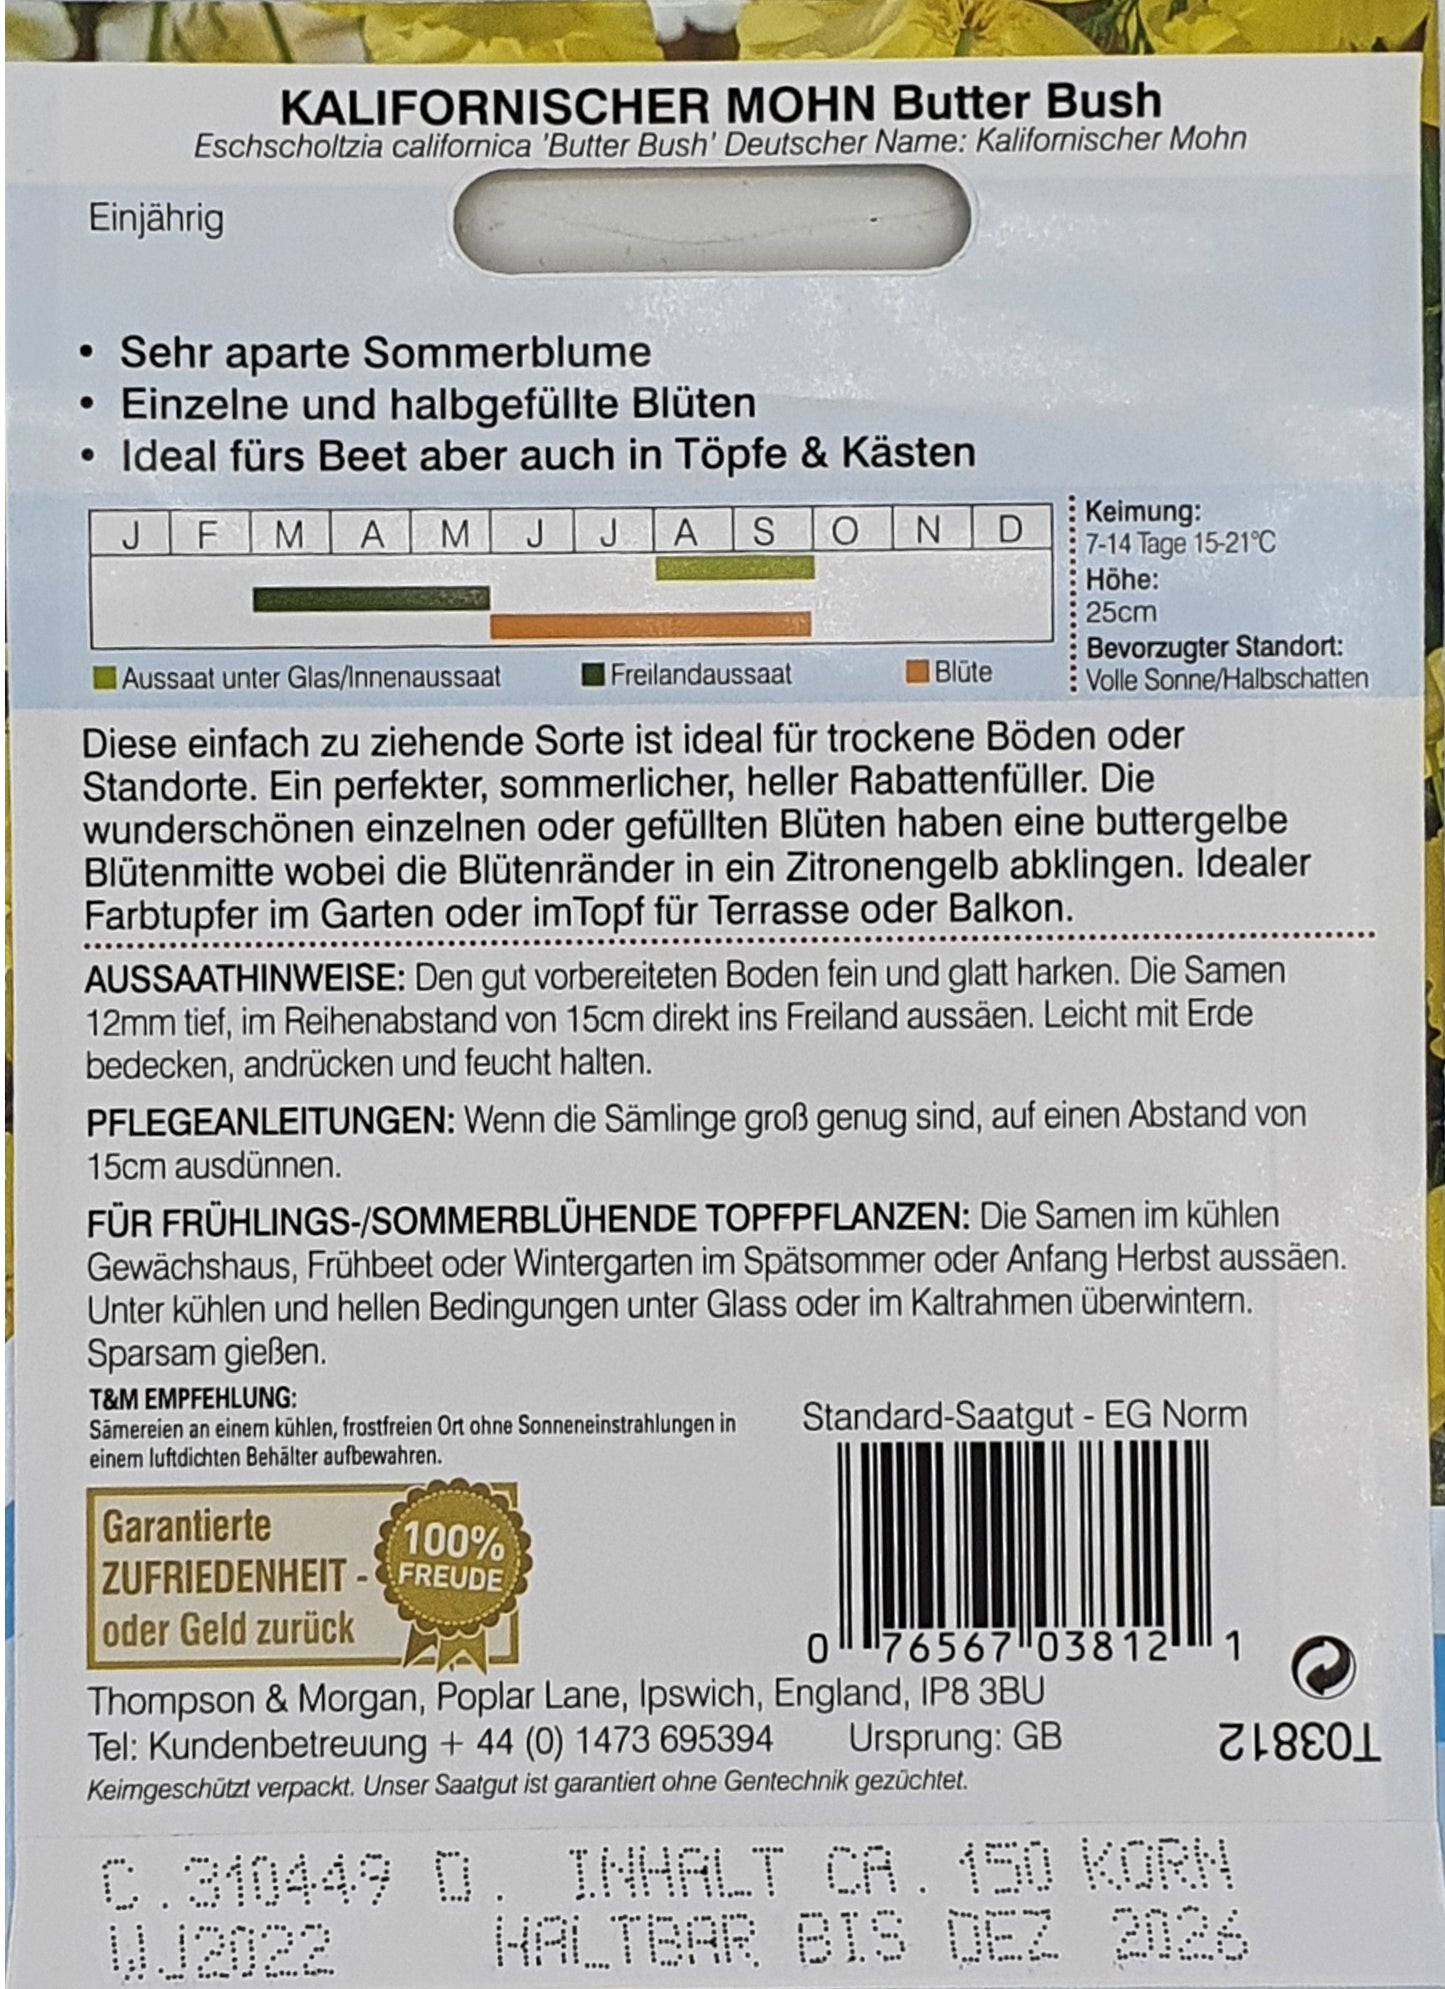 KALIFORNISCHER MOHN Butter Bush
Eschscholtzia californica 'Butter Bush' Deutscher Name: Kalifornischer Mohn
Einjährig
• Sehr aparte Sommerblume
• Einzelne und halbgefüllte Blüten
• Ideal fürs Beet aber auch in Töpfe & Kästen
J F M A M J J A S O N D
Aussaat unter Glas/Innenaussaat Freilandaussaat Blüte
Keimung:
7-14 Tage 15-21°C
Höhe:
25cm
Bevorzugter Standort:
Volle Sonne/Halbschatten
Diese einfach zu ziehende Sorte ist ideal für trockene Böden oder
Standorte. Ein perfekter, sommerlicher, heller Rabattenfüller. Die
wunderschönen einzelnen oder gefüllten Blüten haben eine buttergelbe
Blütenmitte wobei die Blütenränder in ein Zitronengelb abklingen. Idealer
Farbtupfer im Garten oder imTopf für Terrasse oder Balkon.
AUSSAATHINWEISE: Den gut vorbereiteten Boden fein und glatt harken. Die Samen
12mm tief, im Reihenabstand von 15cm direkt ins Freiland aussäen. Leicht mit Erde
bedecken, andrücken und feucht halten.
PFLEGEANLEITUNGEN: Wenn die Sämlinge groß genug sind, auf einen Abstand von
15cm ausdünnen.
FÜR FRÜHLINGS-/SOMMERBLÜHENDE TOPFPFLANZEN: Die Samen im kühlen
Gewächshaus, Frühbeet oder Wintergarten im Spätsommer oder Anfang Herbst aussäen.
Unter kühlen und hellen Bedingungen unter Glass oder im Kaltrahmen überwintern.
Sparsam gießen.
T&M EMPFEHLUNG:
Sämereien an einem kühlen, frostfreien Ort ohne Sonneneinstrahlungen in
einem luftdichten Behälter aufbewahren.
Standard-Saatgut - EG Norm
Garantierte
ZUFRIEDENHEIT -
oder Geld zurück
100%
FREUDE
0 76567 03812 1
Thompson & Morgan, Poplar Lane, Ipswich, England, IP8 3BU
Tel: Kundenbetreuung + 44 (0) 1473 695394 Ursprung: GB
T03812
Keimgeschützt verpackt. Unser Saatgut ist garantiert ohne Gentechnik gezüchtet.
C.310449 D. INHALT CA. 150 KORN
WJ2022 HALTBAR BIS DEZ 2026